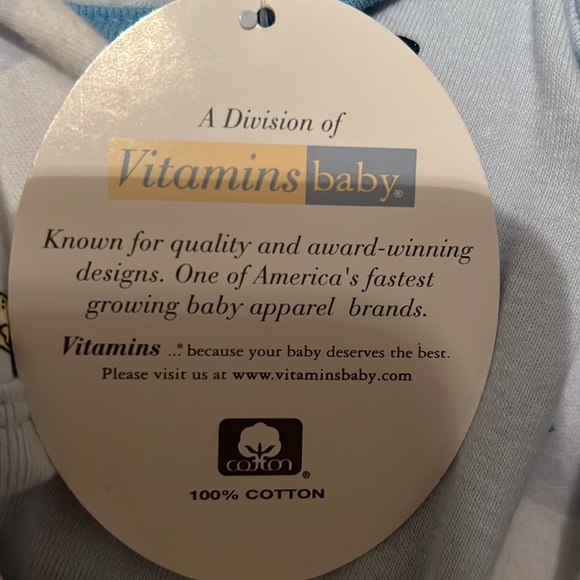 A Division of
Vitamins baby®
Known for quality and award-winning
designs. One of America's fastest
growing baby apparel brands.
Vitamins ...® because your baby deserves the best.
Please visit us at www.vitaminsbaby.com
cotton®
100% COTTON